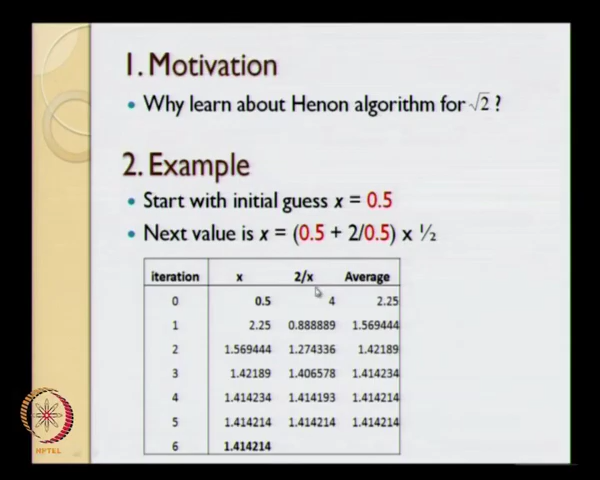 1. Motivation
• Why learn about Henon algorithm for √2 ?
2. Example
• Start with initial guess x = 0.5
• Next value is x = (0.5 + 2/0.5) x ½
iteration x 2/x Average
0 0.5 4 2.25
1 2.25 0.888889 1.569444
2 1.569444 1.274336 1.42189
3 1.42189 1.406578 1.414234
4 1.414234 1.414193 1.414214
5 1.414214 1.414214 1.414214
6 1.414214
NPTEL